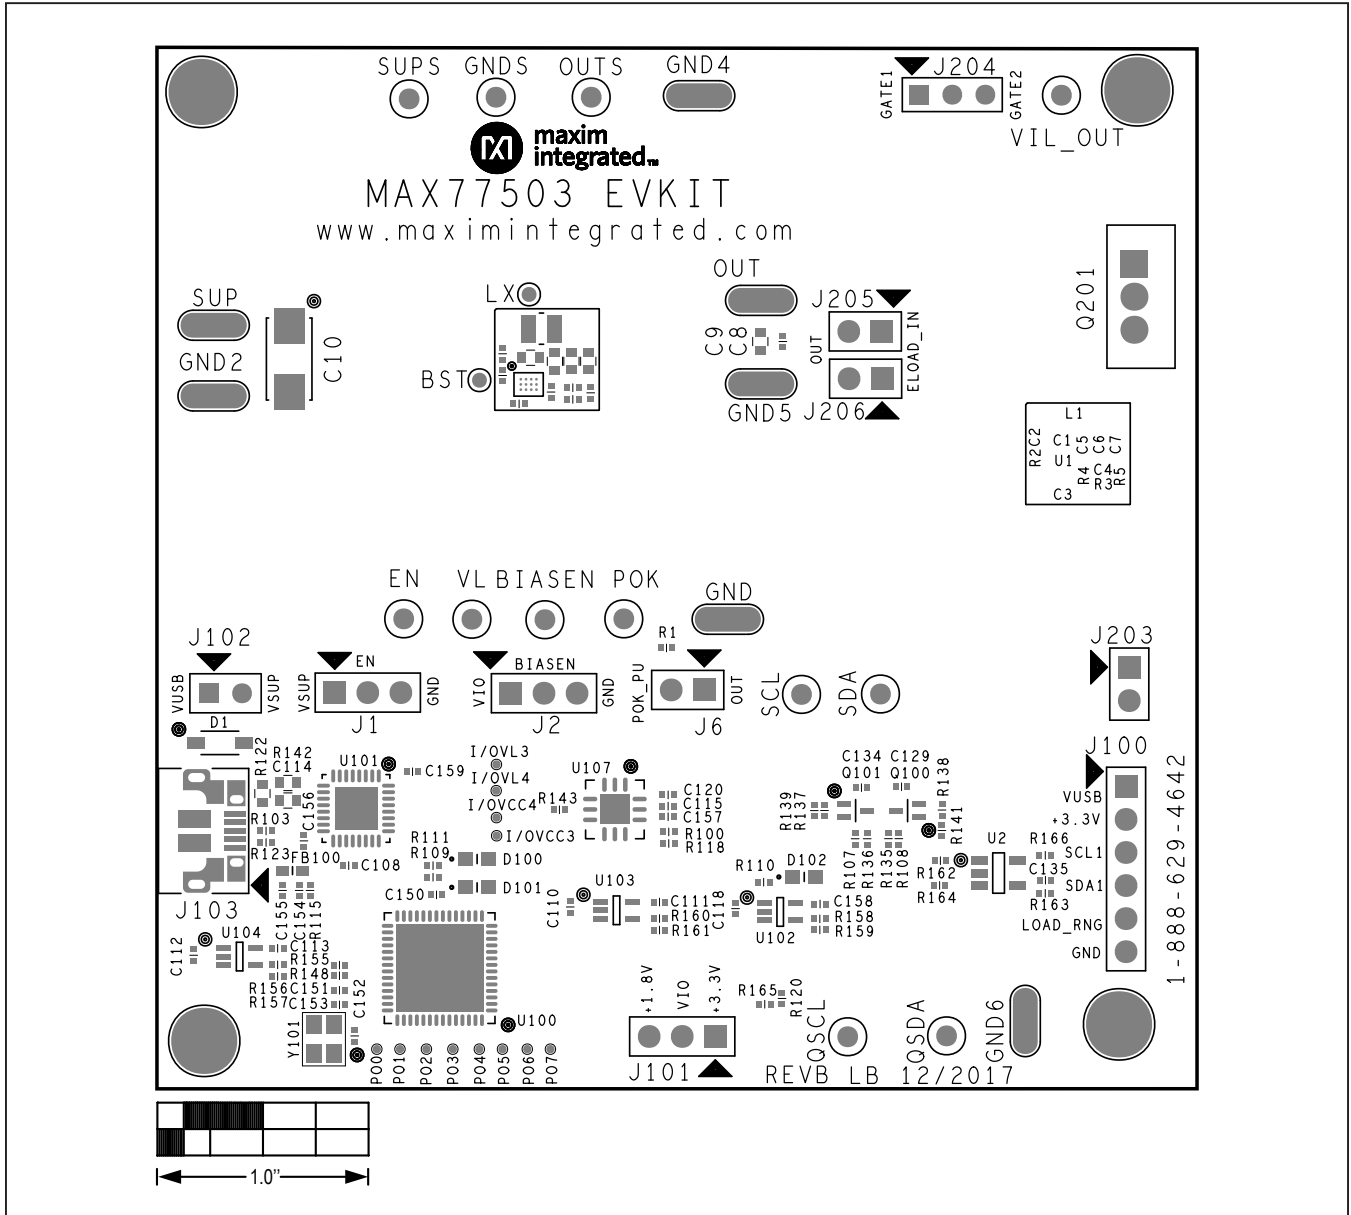 SUPS GNDS OUTS GND4 J204
GATE1 GATE2
VIL_OUT
maxim
integrated™
MAX77503 EVKIT
www.maximintegrated.com
SUP
GND2
C10
LX
BST
OUT
C9
C8
GND5
J205
OUT
ELOAD_IN
J206
Q201
L1
R2C2
C1
U1
C3
C5
R4
C6
C4
R3
C7
R5
EN VL BIASEN POK GND
R1
J102
VUSB VSUP
EN
VSUP GND
J1
BIASEN
VIO GND
J2
POK_PU OUT
J6
SCL SDA
J203
J100
VUSB
+3.3V
SCL1
SDA1
LOAD_RNG
GND
1-888-629-4642
D1
R122
R142
C114
C156
R103
R123
FB100
J103
C155
C154
R115
U101
C159
C108
I/OVL3
I/OVL4
I/OVCC4
I/OVCC3
R111
R109
C150
D100
D101
U107
R143
C120
C115
C157
R100
R118
C134 C129
Q101 Q100
R138
R139
R137
R141
R107
R136
R135
R108
R110
D102
U2
R166
C135
R163
R162
R164
U103
C110
C111
R160
R161
C118
U102
C158
R158
R159
U104
C112
C113
R155
R148
R156 C151
R157 C153
Y101
C152
U100
P00 P01 P02 P03 P04 P05 P06 P07
+1.8V VIO +3.3V
J101
R165
R120
QSCL QSDA GND6
REVB LB 12/2017
1.0”